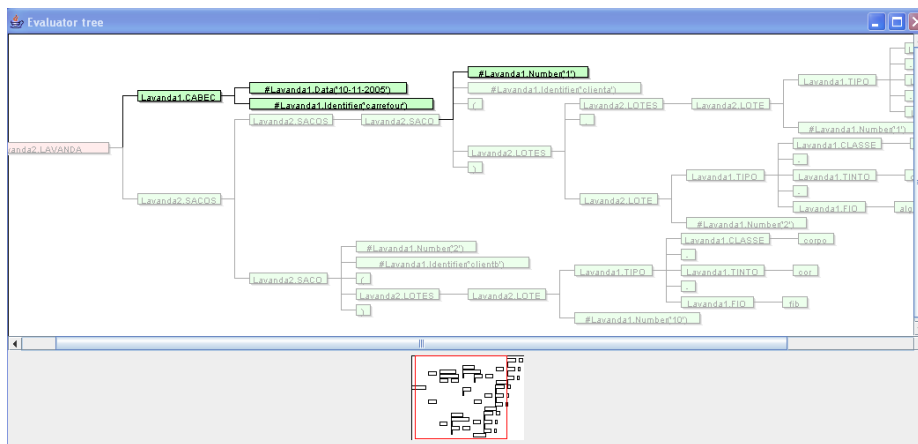 Evaluator tree
Lavanda1.CABEC
#Lavanda1.Data("10-11-2005")
#Lavanda1.Identifier("carrefour")
vanda2.LAVANDA
Lavanda2.SACOS
Lavanda2.SACOS
Lavanda2.SACO
#Lavanda1.Number("1")
#Lavanda1.Identifier("clienta")
(
Lavanda2.LOTES
)
Lavanda2.LOTES
,
Lavanda2.LOTE
Lavanda2.LOTE
Lavanda1.TIPO
,
,
#Lavanda1.Number("1")
Lavanda1.TIPO
Lavanda1.CLASSE
,
Lavanda1.TINTO
,
Lavanda1.FIO
#Lavanda1.Number("2")
Lavanda2.SACO
#Lavanda1.Number("2")
#Lavanda1.Identifier("clientb")
(
Lavanda2.LOTES
)
Lavanda2.LOTE
Lavanda1.TIPO
Lavanda1.CLASSE
corpo
,
Lavanda1.TINTO
cor
,
Lavanda1.FIO
fib
#Lavanda1.Number("10")